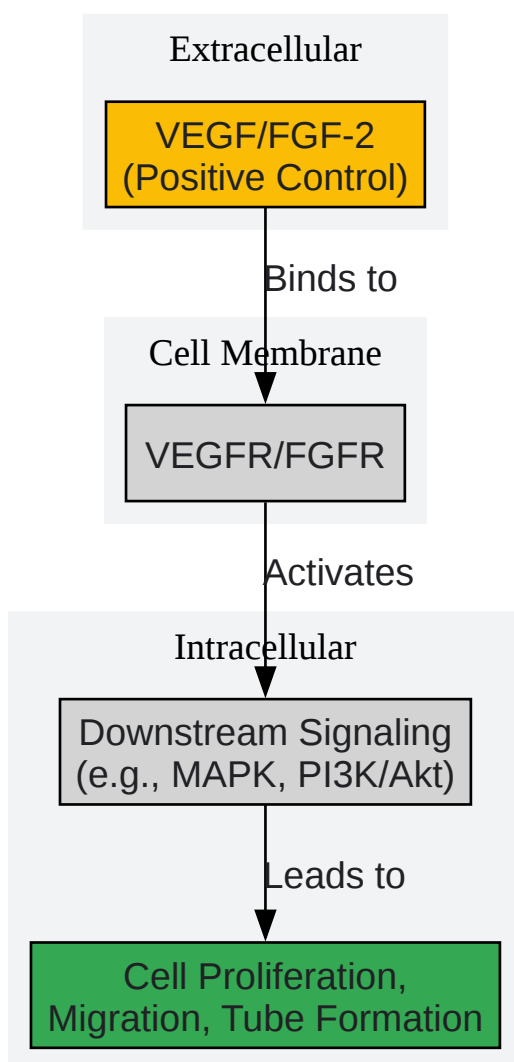 Extracellular
VEGF/FGF-2
(Positive Control)
Binds to
Cell Membrane
VEGFR/FGFR
Activates
Intracellular
Downstream Signaling
(e.g., MAPK, PI3K/Akt)
Leads to
Cell Proliferation,
Migration, Tube Formation